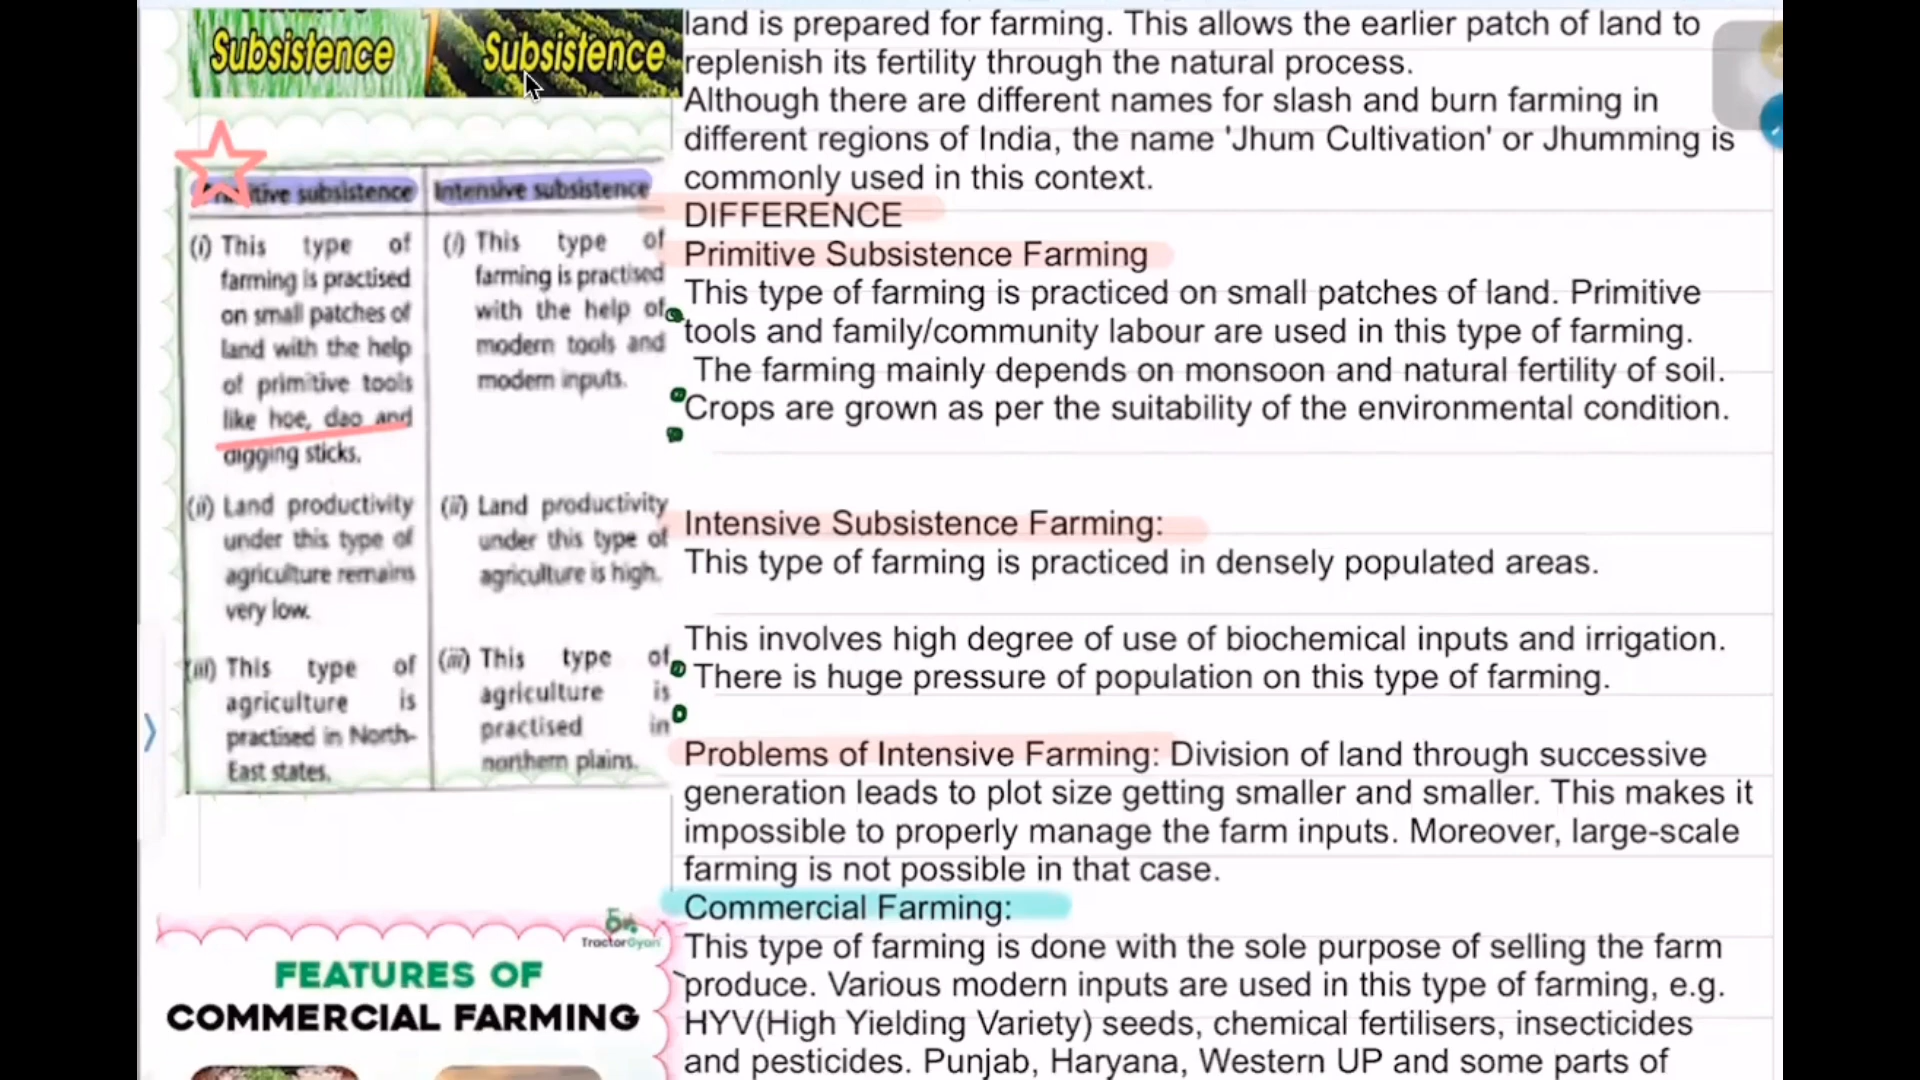 Subsistence
Subsistence
Primitive subsistence
(i) This type of
farming is practised
on small patches of
land with the help
of primitive tools
like hoe, dao and
digging sticks.
(ii) Land productivity
under this type of
agriculture remains
very low.
(iii) This type of
agriculture is
practised in North-
East states.
Intensive subsistence
(i) This type of
farming is practised
with the help of
modern tools and
modern inputs.
(ii) Land productivity
under this type of
agriculture is high.
(iii) This type of
agriculture is
practised in
northern plains.
TractorGyan
FEATURES OF
COMMERCIAL FARMING
land is prepared for farming. This allows the earlier patch of land to
replenish its fertility through the natural process.
Although there are different names for slash and burn farming in
different regions of India, the name 'Jhum Cultivation' or Jhumming is
commonly used in this context.
DIFFERENCE
Primitive Subsistence Farming
This type of farming is practiced on small patches of land. Primitive
tools and family/community labour are used in this type of farming.
The farming mainly depends on monsoon and natural fertility of soil.
Crops are grown as per the suitability of the environmental condition.
Intensive Subsistence Farming:
This type of farming is practiced in densely populated areas.
This involves high degree of use of biochemical inputs and irrigation.
There is huge pressure of population on this type of farming.
Problems of Intensive Farming: Division of land through successive
generation leads to plot size getting smaller and smaller. This makes it
impossible to properly manage the farm inputs. Moreover, large-scale
farming is not possible in that case.
Commercial Farming:
This type of farming is done with the sole purpose of selling the farm
produce. Various modern inputs are used in this type of farming, e.g.
HYV(High Yielding Variety) seeds, chemical fertilisers, insecticides
and pesticides. Punjab, Haryana, Western UP and some parts of